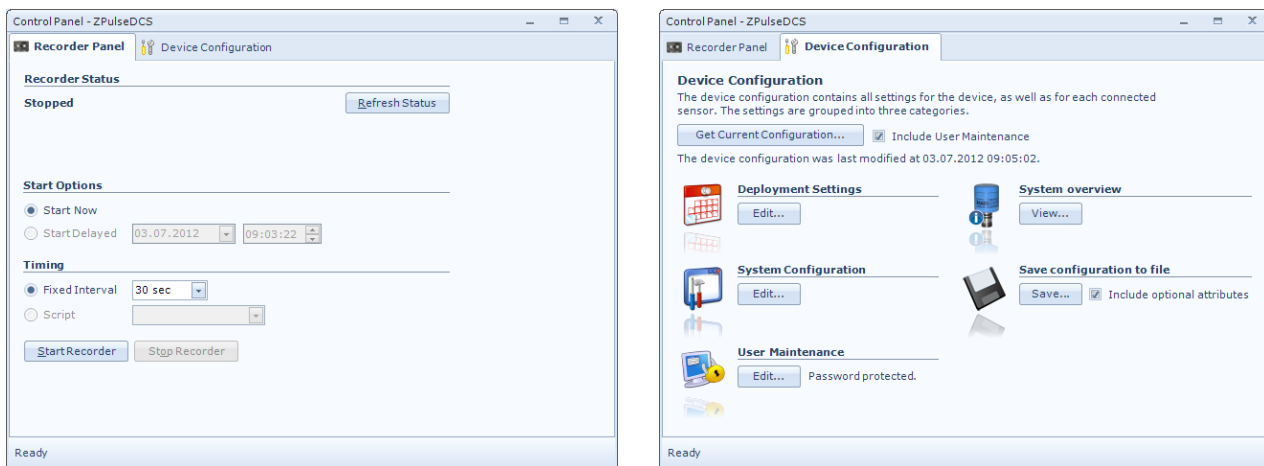 Control Panel - ZPulseDCS
Recorder Panel Device Configuration
Recorder Status
Stopped Refresh Status
Start Options
Start Now
Start Delayed 03.07.2012 09:03:22
Timing
Fixed Interval 30 sec
Script
Start Recorder Stop Recorder
Ready
Control Panel - ZPulseDCS
Recorder Panel Device Configuration
Device Configuration
The device configuration contains all settings for the device, as well as for each connected
sensor. The settings are grouped into three categories.
Get Current Configuration... Include User Maintenance
The device configuration was last modified at 03.07.2012 09:05:02.
Deployment Settings System overview
Edit... View...
System Configuration Save configuration to file
Edit... Save... Include optional attributes
User Maintenance
Edit... Password protected.
Ready